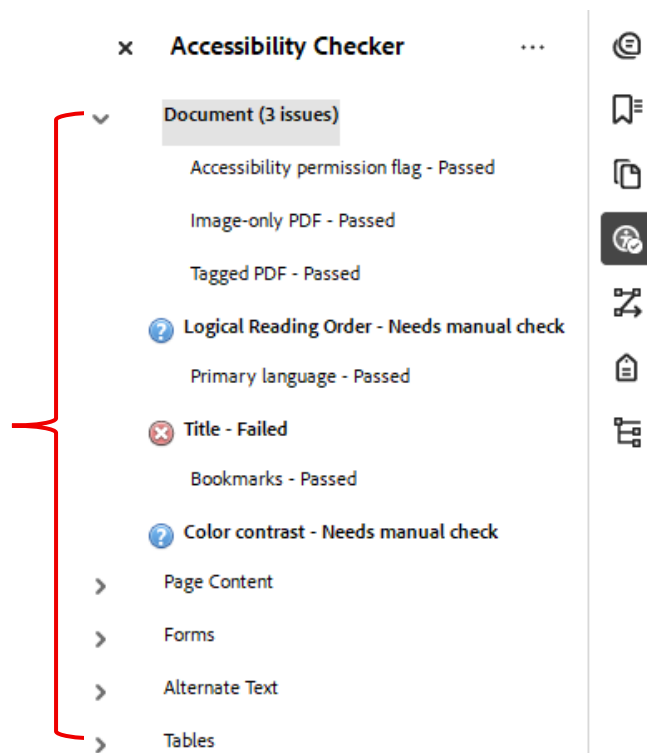 Accessibility Checker
Document (3 issues)
Accessibility permission flag - Passed
Image-only PDF - Passed
Tagged PDF - Passed
Logical Reading Order - Needs manual check
Primary language - Passed
Title - Failed
Bookmarks - Passed
Color contrast - Needs manual check
Page Content
Forms
Alternate Text
Tables